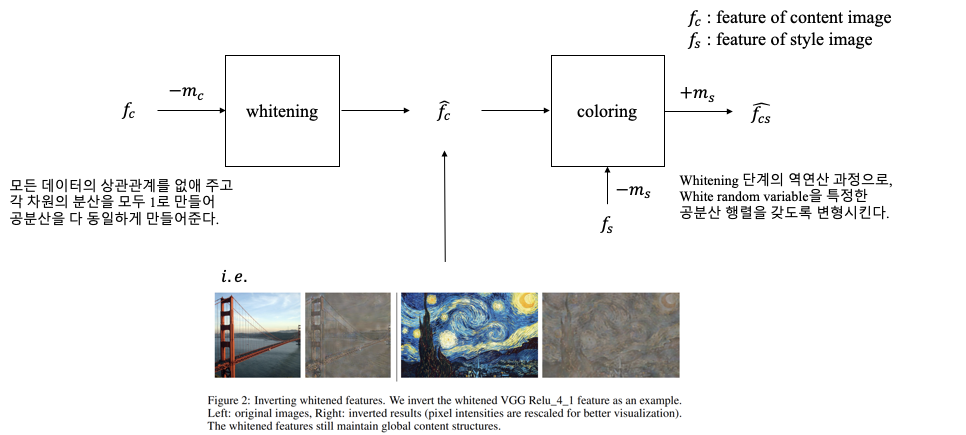 f_c : feature of content image
f_s : feature of style image
f_c
−m_c
whitening
f̂_c
coloring
+m_s
f̂_cs
−m_s
f_s
모든 데이터의 상관관계를 없애 주고
각 차원의 분산을 모두 1로 만들어
공분산을 다 동일하게 만들어준다.
Whitening 단계의 역연산 과정으로,
White random variable을 특정한
공분산 행렬을 갖도록 변형시킨다.
i.e.
Figure 2: Inverting whitened features. We invert the whitened VGG Relu_4_1 feature as an example.
Left: original images, Right: inverted results (pixel intensities are rescaled for better visualization).
The whitened features still maintain global content structures.